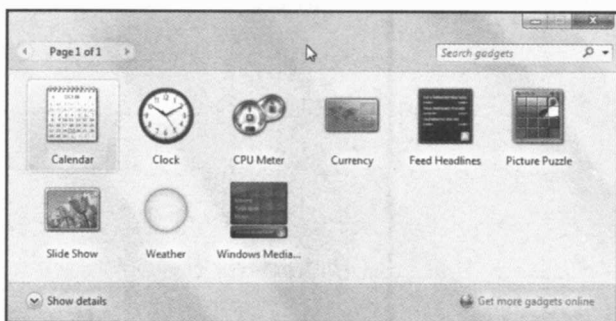 Page 1 of 1
Search gadgets
Calendar
Clock
CPU Meter
Currency
Feed Headlines
Picture Puzzle
Slide Show
Weather
Windows Media...
Show details
Get more gadgets online